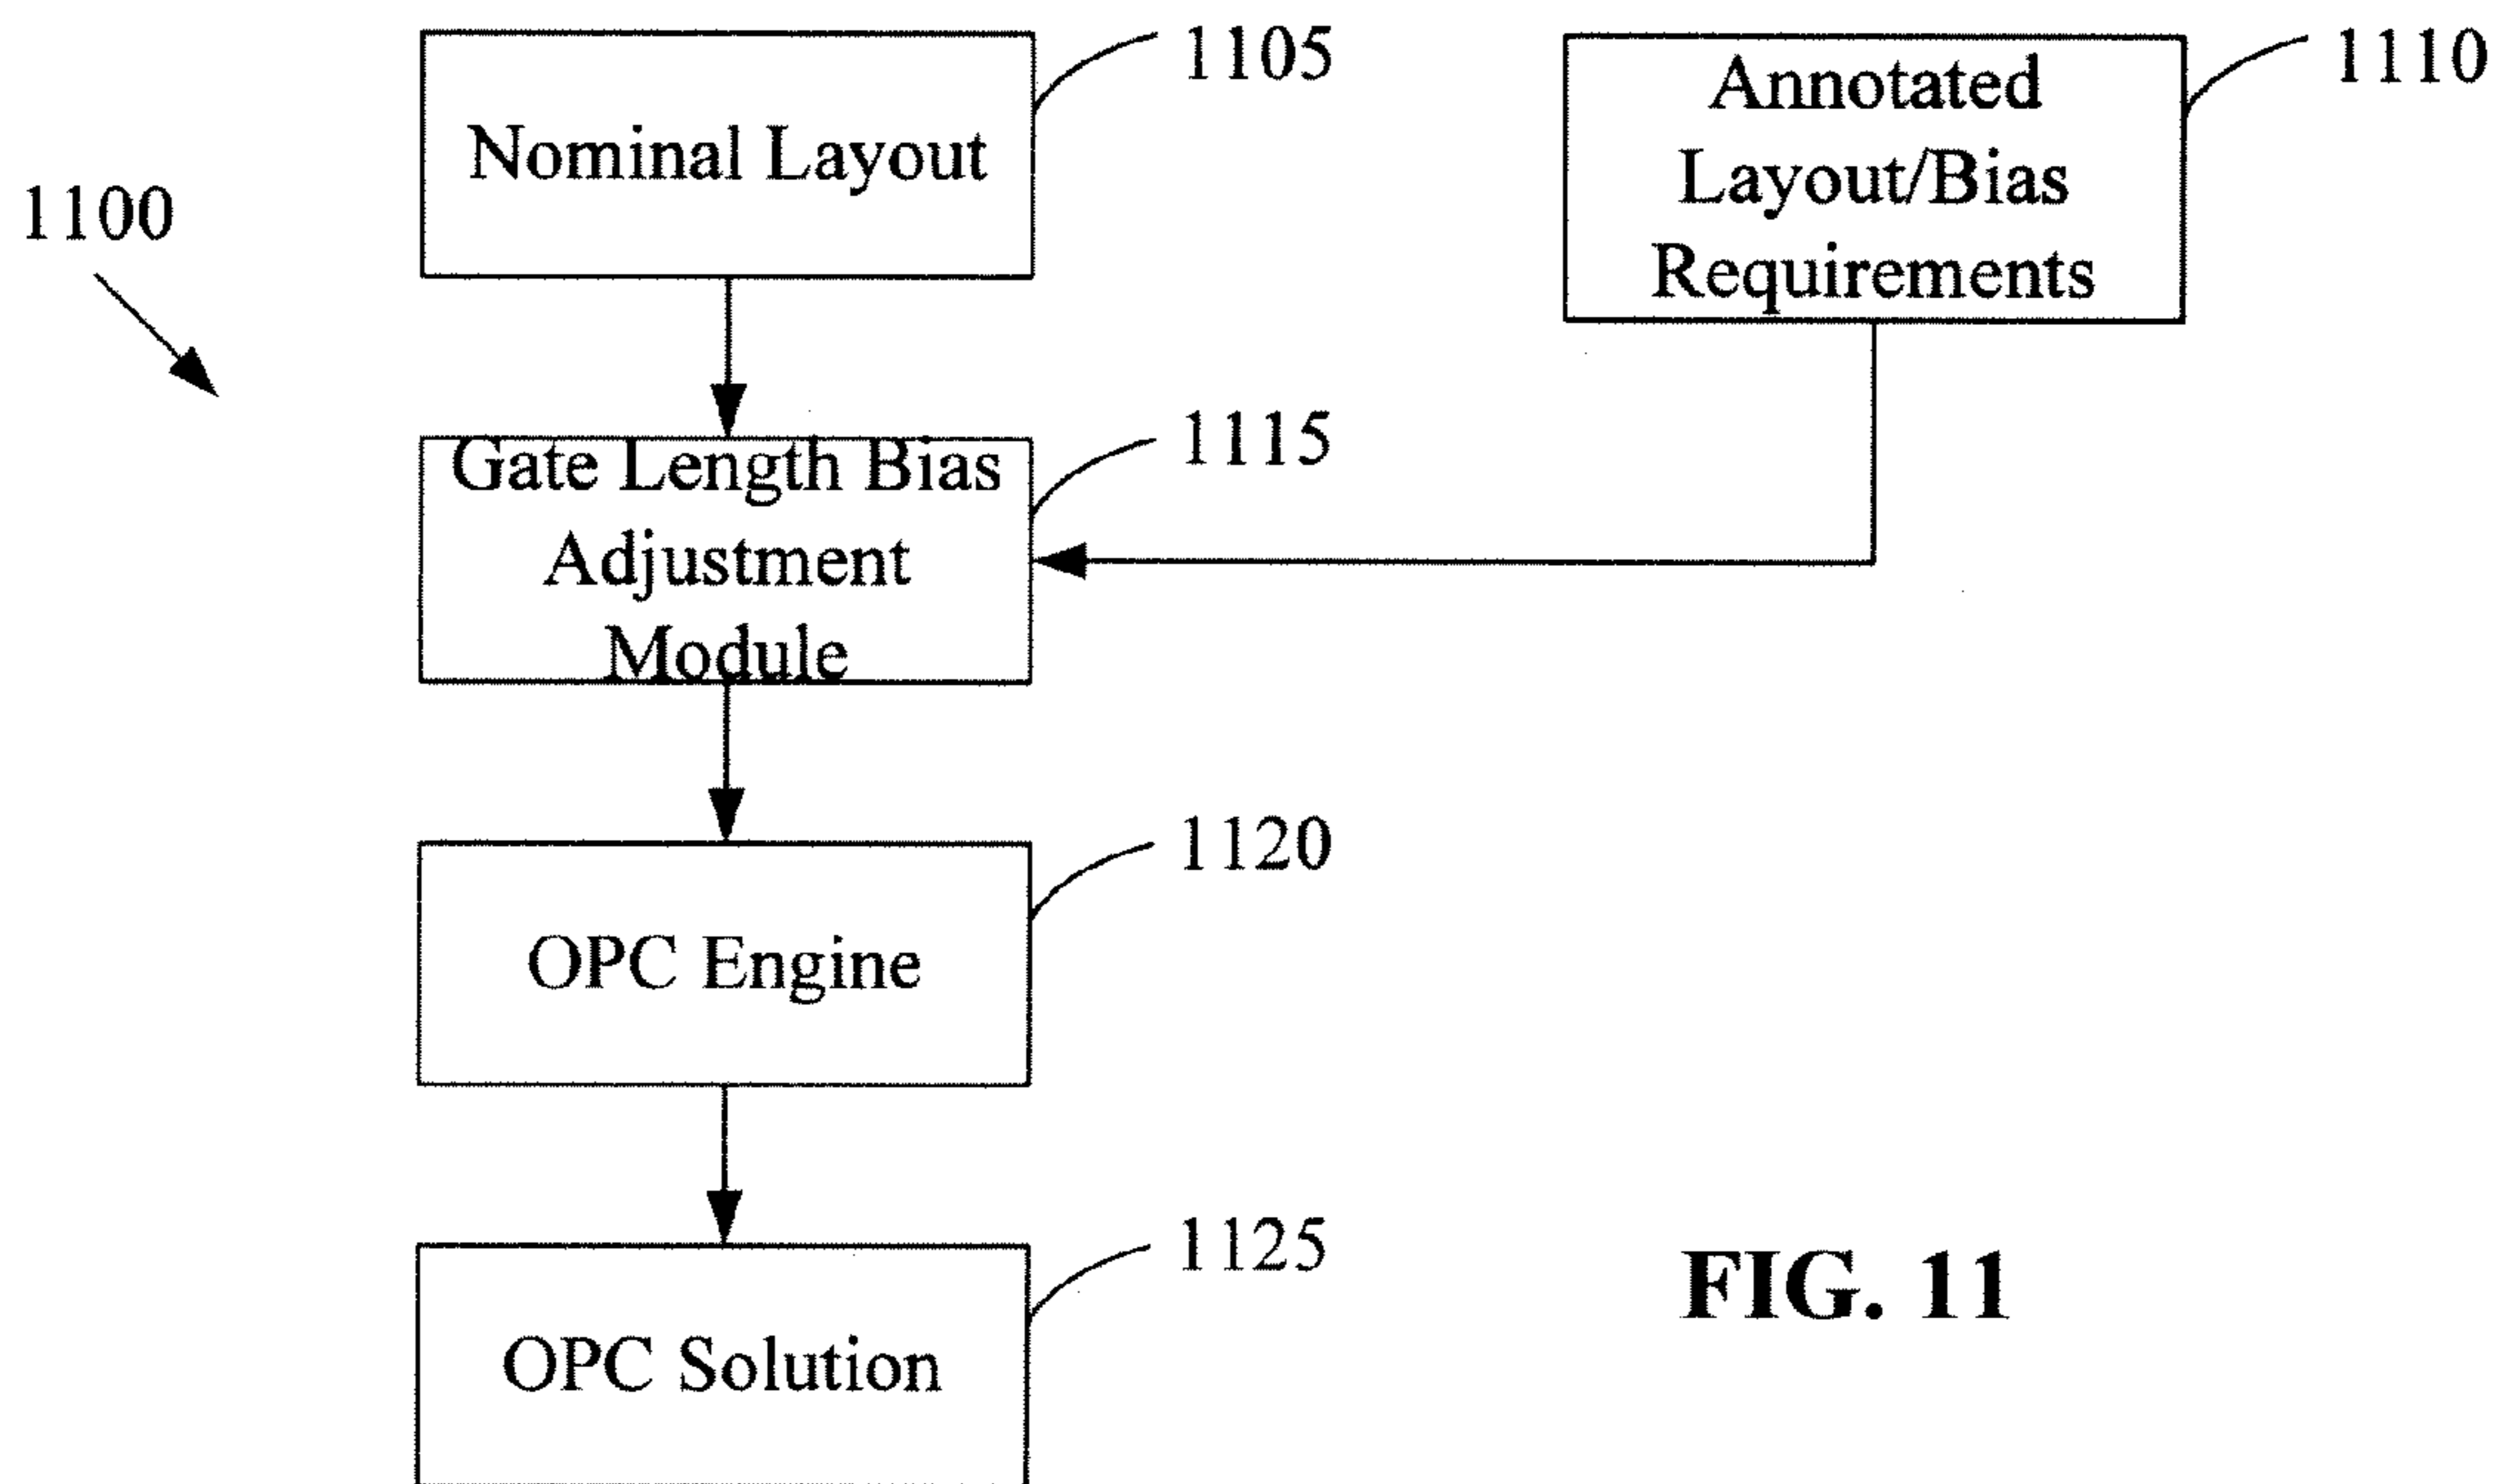 1105
Nominal Layout
1110
Annotated
Layout/Bias
Requirements
1100
1115
Gate Length Bias
Adjustment
Module
1120
OPC Engine
1125
OPC Solution
FIG. 11